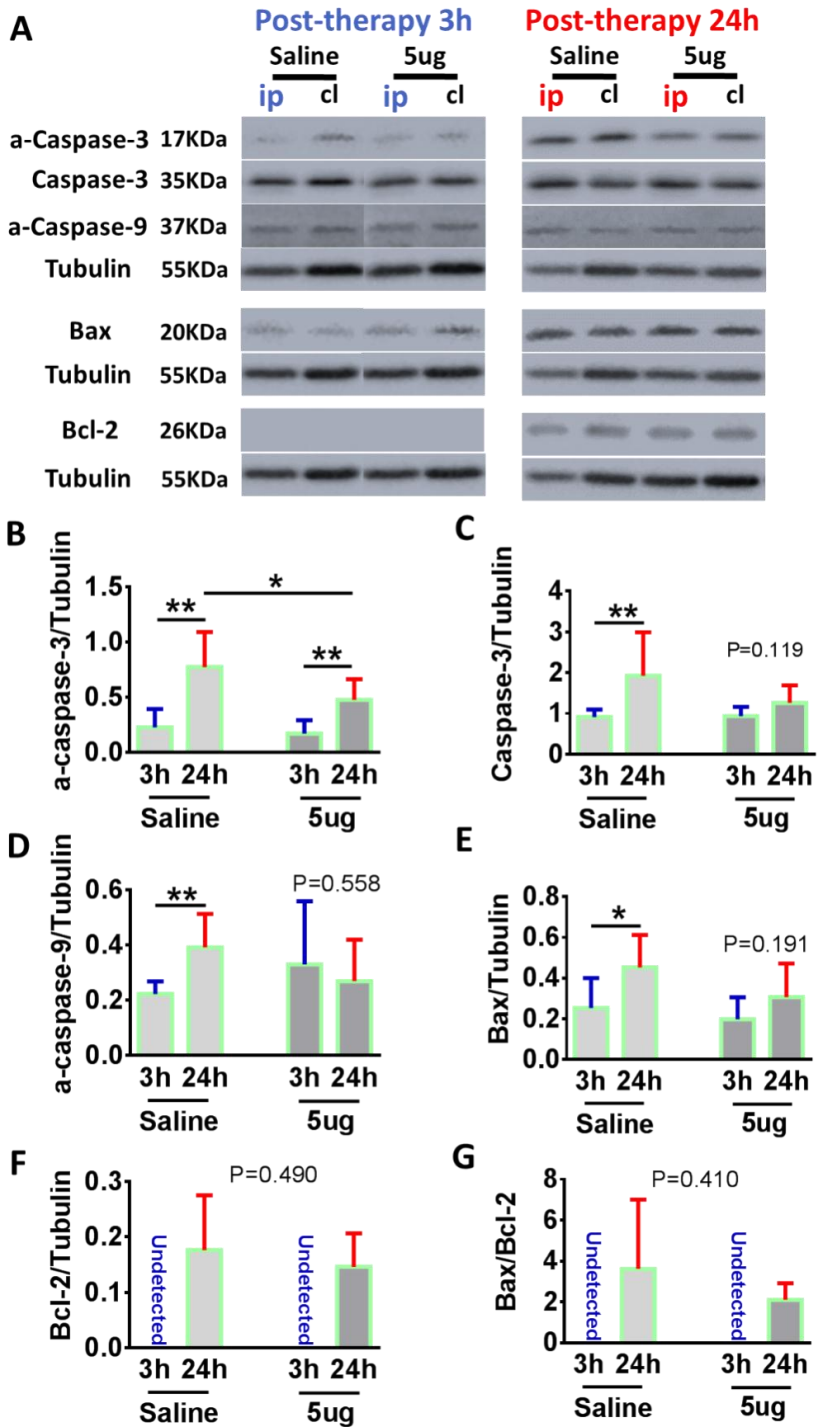 A
Post-therapy 3h
Post-therapy 24h
Saline 5ug
Saline 5ug
ip cl ip cl
ip cl ip cl
a-Caspase-3 17KDa
Caspase-3 35KDa
a-Caspase-9 37KDa
Tubulin 55KDa
Bax 20KDa
Tubulin 55KDa
Bcl-2 26KDa
Tubulin 55KDa
B
a-caspase-3/Tubulin
1.5
1.0
0.5
0.0
**
*
**
3h 24h 3h 24h
Saline 5ug
C
Caspase-3/Tubulin
4
3
2
1
0
**
P=0.119
3h 24h 3h 24h
Saline 5ug
D
a-caspase-9/Tubulin
0.6
0.4
0.2
0.0
**
P=0.558
3h 24h 3h 24h
Saline 5ug
E
Bax/Tubulin
0.8
0.6
0.4
0.2
0.0
*
P=0.191
3h 24h 3h 24h
Saline 5ug
F
Bcl-2/Tubulin
0.3
0.2
0.1
0.0
P=0.490
Undetected
Undetected
3h 24h 3h 24h
Saline 5ug
G
Bax/Bcl-2
8
6
4
2
0
P=0.410
Undetected
Undetected
3h 24h 3h 24h
Saline 5ug